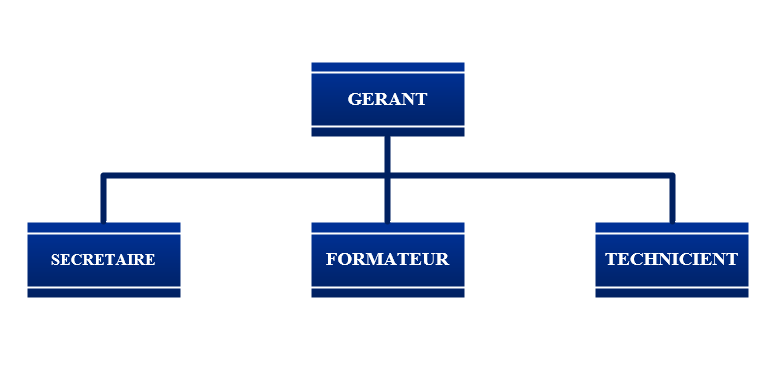 GERANT
SECRETAIRE
FORMATEUR
TECHNICIENT